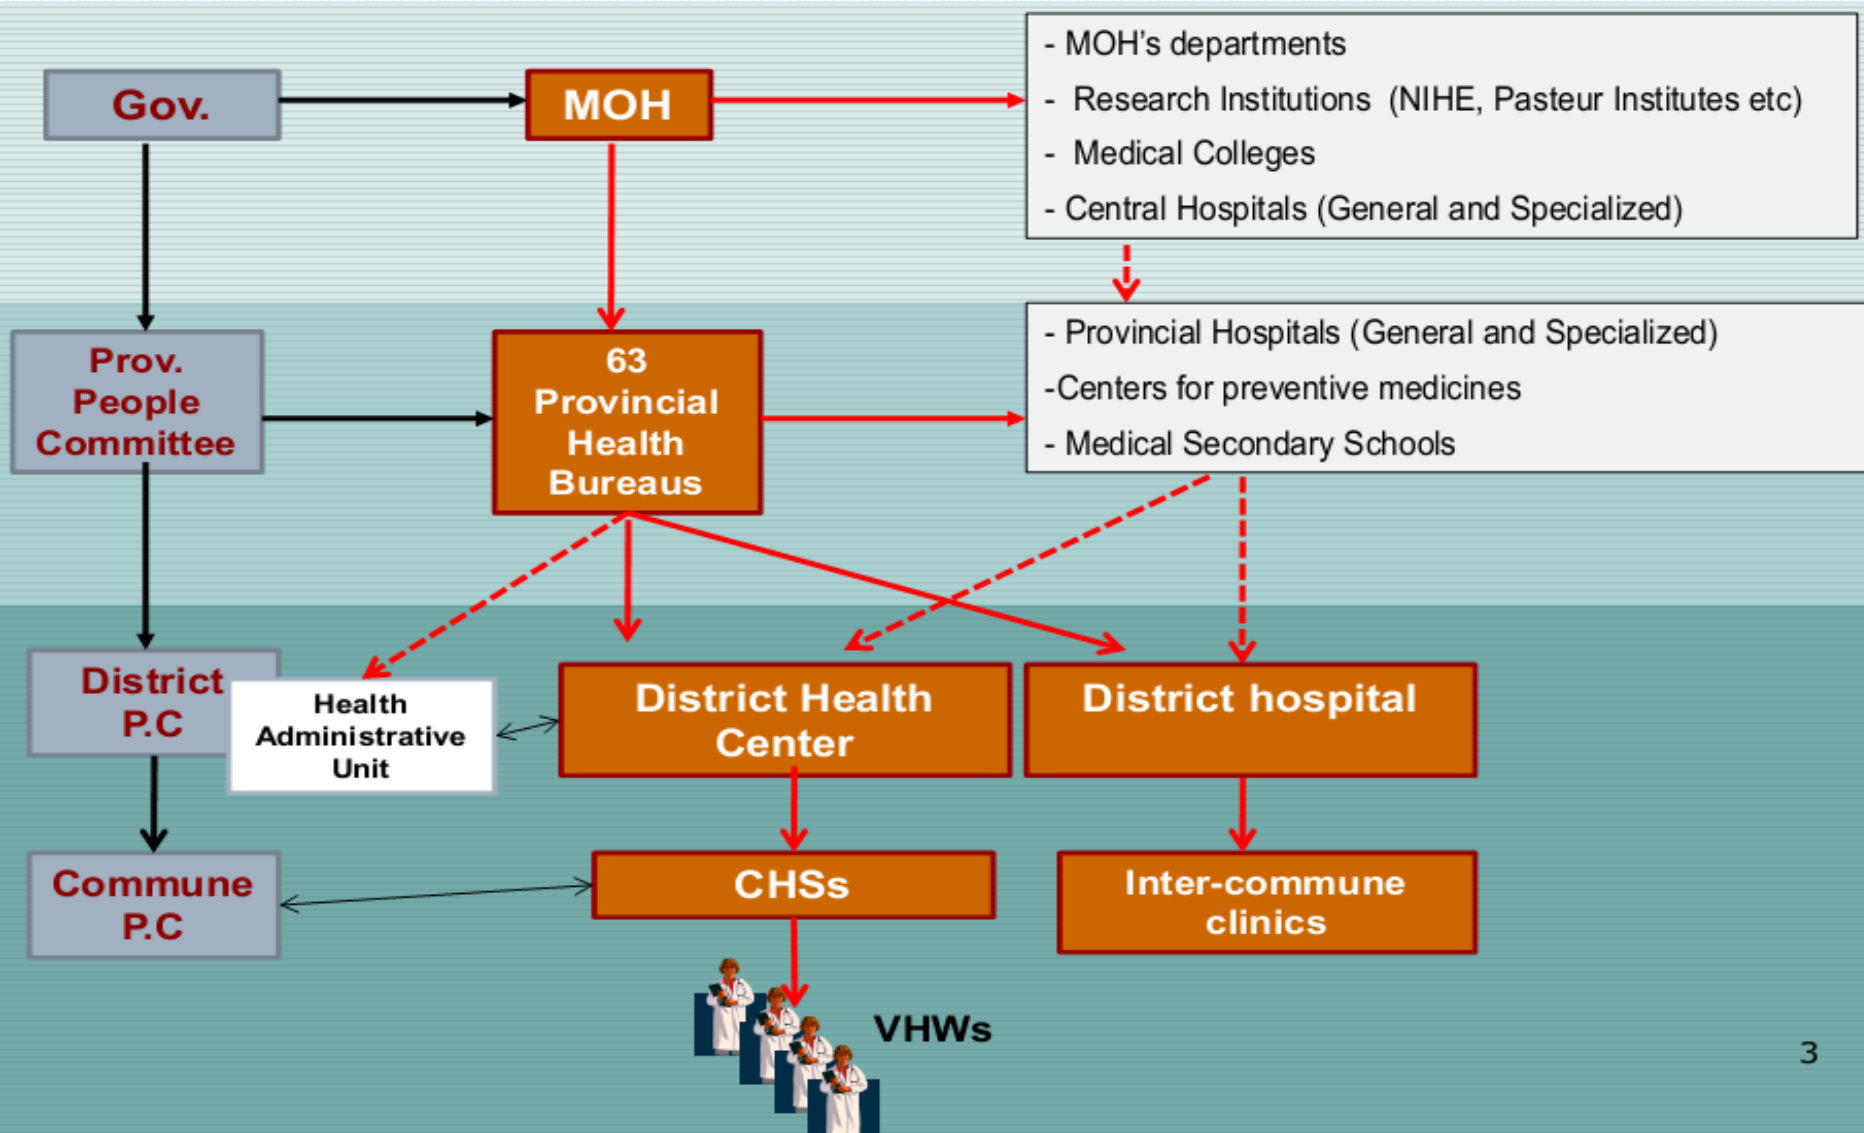 Gov.
MOH
- MOH's departments
- Research Institutions (NIHE, Pasteur Institutes etc)
- Medical Colleges
- Central Hospitals (General and Specialized)
Prov.
People
Committee
63
Provincial
Health
Bureaus
- Provincial Hospitals (General and Specialized)
-Centers for preventive medicines
- Medical Secondary Schools
District
P.C
Health
Administrative
Unit
District Health
Center
District hospital
Commune
P.C
CHSs
Inter-commune
clinics
VHWs
3